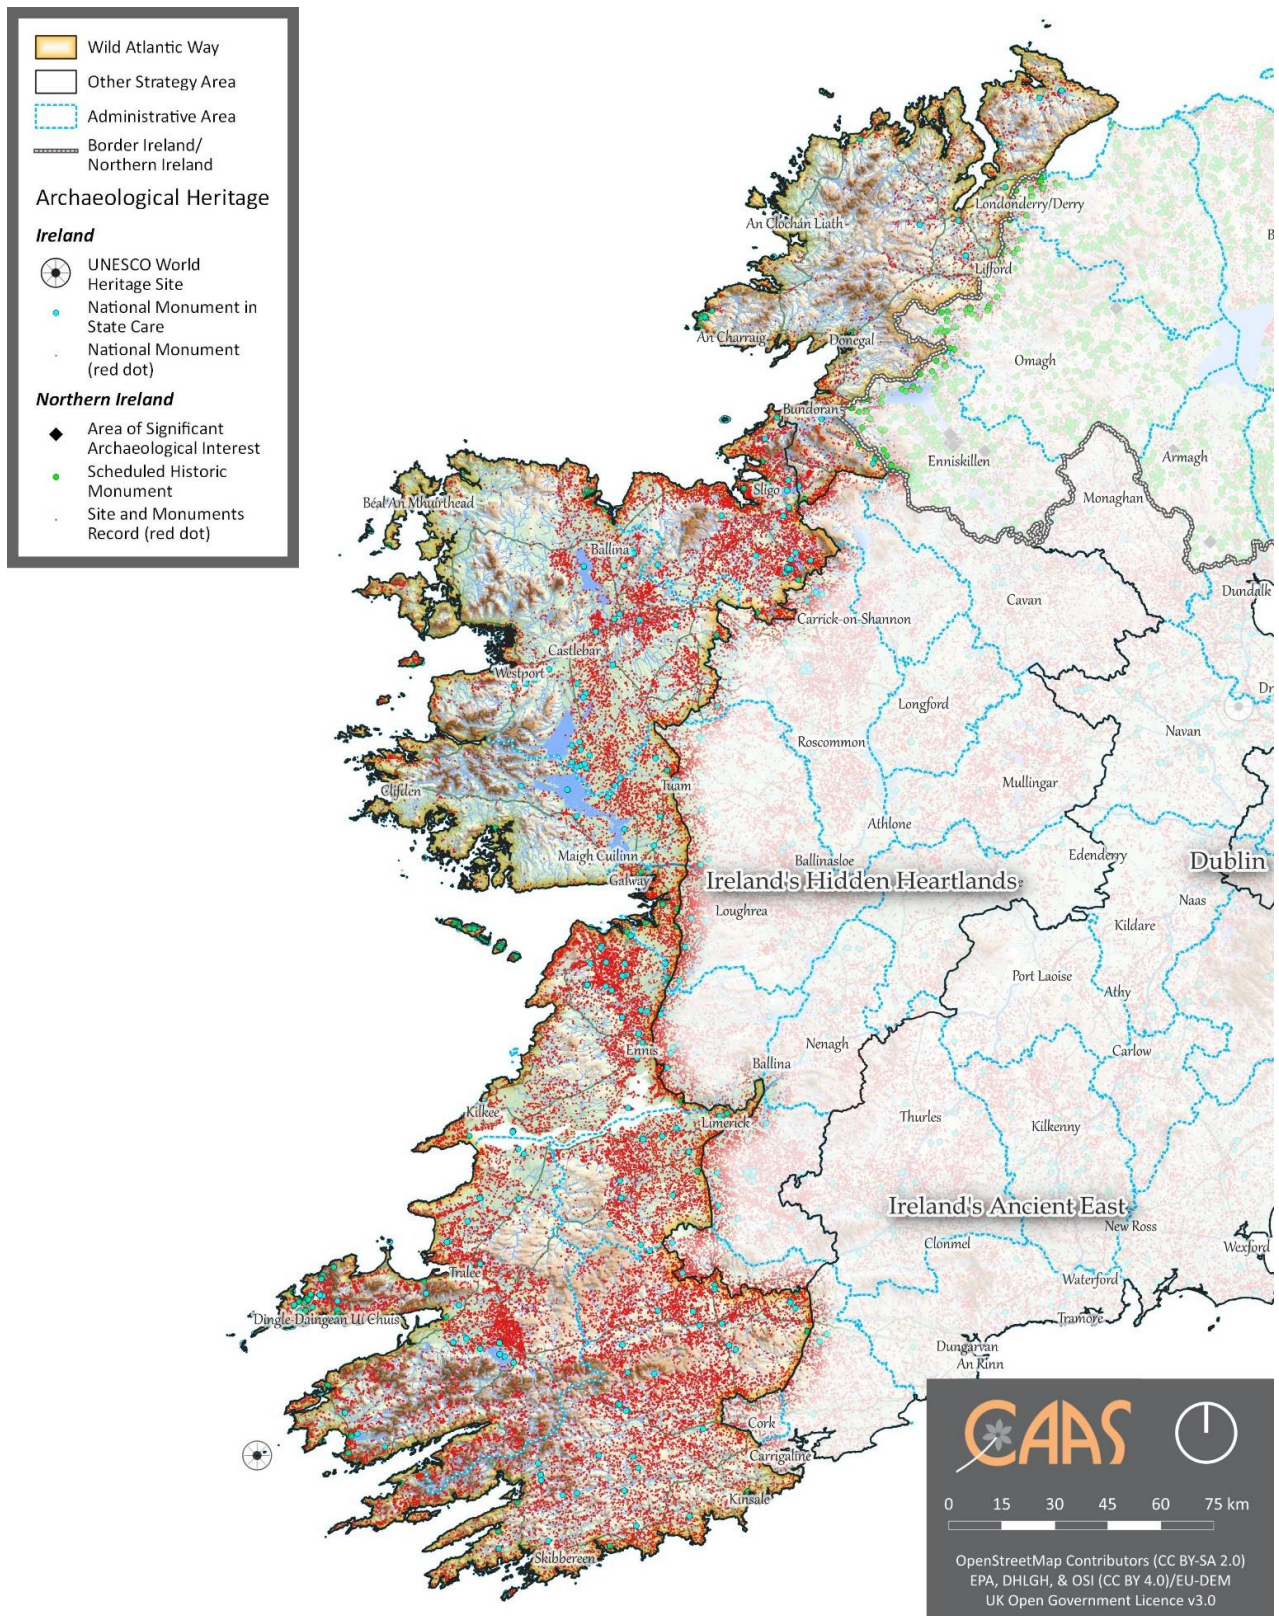 Wild Atlantic Way
Other Strategy Area
Administrative Area
Border Ireland/
Northern Ireland
Archaeological Heritage
Ireland
UNESCO World
Heritage Site
National Monument in
State Care
National Monument
(red dot)
Northern Ireland
Area of Significant
Archaeological Interest
Scheduled Historic
Monument
Site and Monuments
Record (red dot)
Londonderry/Derry
An Clochán Liath
B
Lifford
An Charraig
Donegal
Omagh
Bundoran
Enniskillen
Armagh
Sligo
Monaghan
Béal An Mhuirthead
Ballina
Dundalk
Cavan
Carrick-on-Shannon
Castlebar
Westport
Dr
Longford
Navan
Roscommon
Mullingar
Tuam
Clifden
Athlone
Maigh Cuilinn
Ballinasloe
Edenderry
Dublin
Galway
Ireland's Hidden Heartlands
Naas
Loughrea
Kildare
Port Laoise
Athy
Nenagh
Ennis
Carlow
Ballina
Kilkee
Limerick
Thurles
Kilkenny
Ireland's Ancient East
New Ross
Clonmel
Wexford
Tralee
Waterford
Dingle-Daingean Uí Chúis
Tramore
Dungarvan
An Rinn
Cork
Carrigaline
Kinsale
Skibbereen
CAAS
0 15 30 45 60 75 km
OpenStreetMap Contributors (CC BY-SA 2.0)
EPA, DHLGH, & OSI (CC BY 4.0)/EU-DEM
UK Open Government Licence v3.0